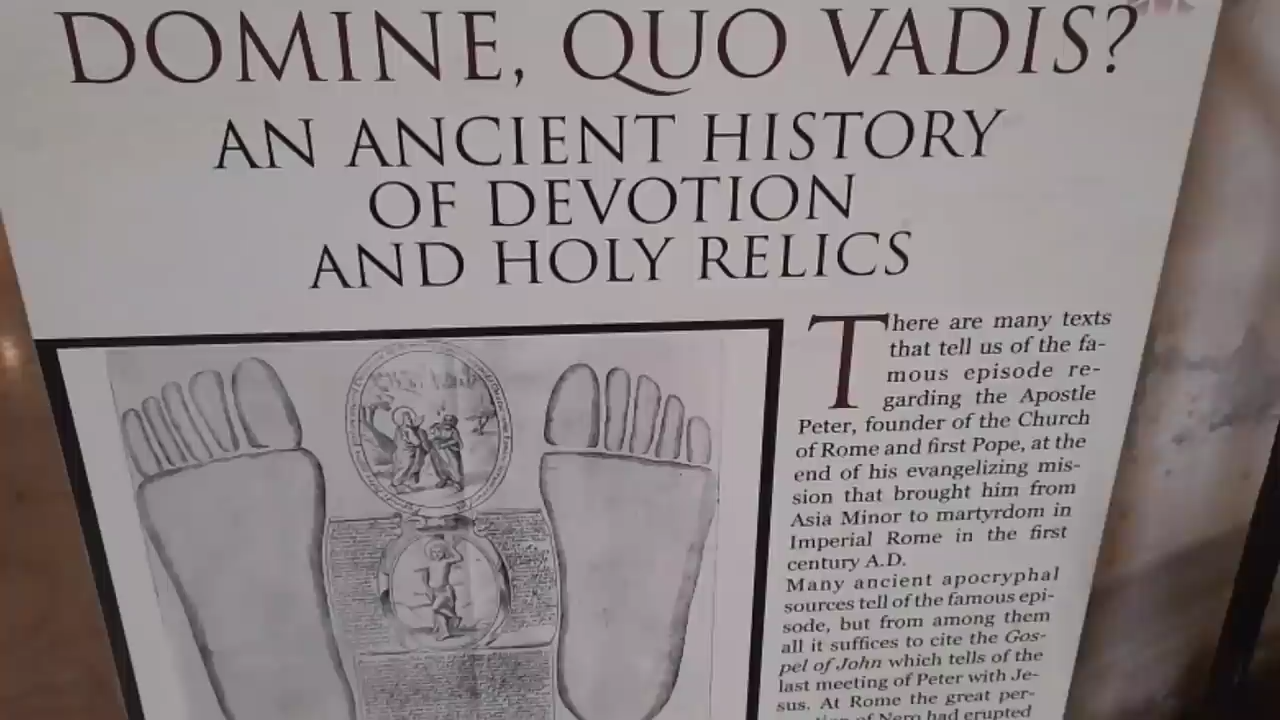 DOMINE, QUO VADIS?
AN ANCIENT HISTORY
OF DEVOTION
AND HOLY RELICS
There are many texts
that tell us of the fa-
mous episode re-
garding the Apostle
Peter, founder of the Church
of Rome and first Pope, at the
end of his evangelizing mis-
sion that brought him from
Asia Minor to martyrdom in
Imperial Rome in the first
century A.D.
Many ancient apocryphal
sources tell of the famous epi-
sode, but from among them
all it suffices to cite the Gos-
pel of John which tells of the
last meeting of Peter with Je-
sus. At Rome the great per-
of Nero had erupted